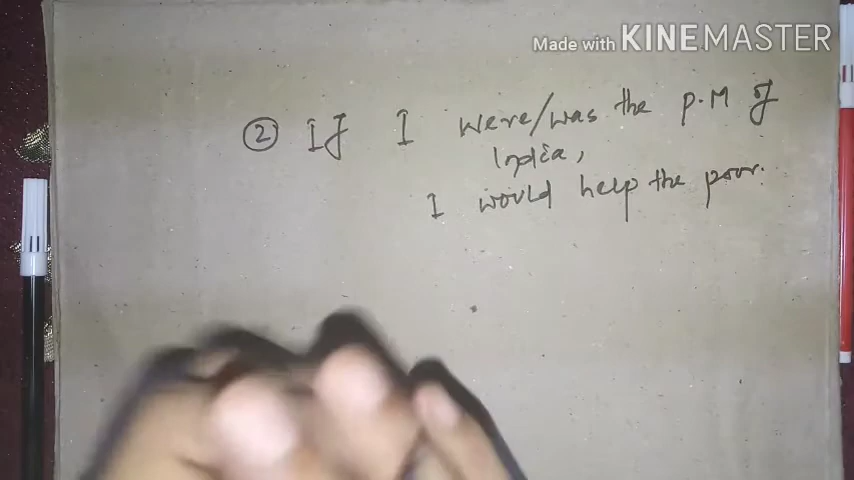 Made with KINEMASTER
② If I were/was the P.M of
India,
I would help the poor.